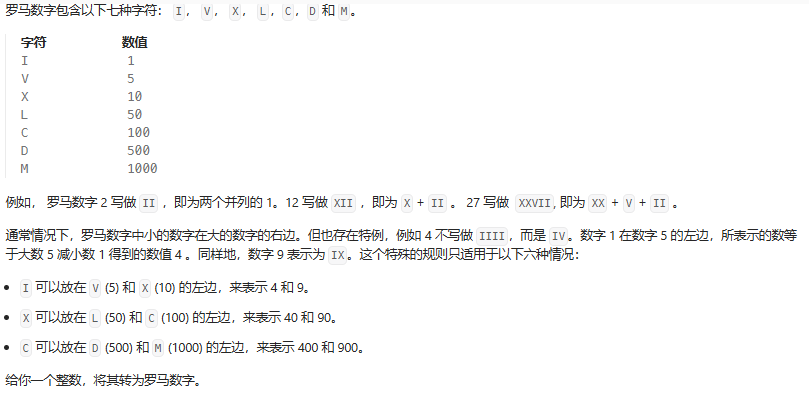 罗马数字包含以下七种字符： I， V， X， L，C，D 和 M。
字符 数值
I 1
V 5
X 10
L 50
C 100
D 500
M 1000
例如， 罗马数字 2 写做 II ，即为两个并列的 1。12 写做 XII ，即为 X + II 。 27 写做 XXVII, 即为 XX + V + II 。
通常情况下，罗马数字中小的数字在大的数字的右边。但也存在特例，例如 4 不写做 IIII，而是 IV。数字 1 在数字 5 的左边，所表示的数等
于大数 5 减小数 1 得到的数值 4 。同样地，数字 9 表示为 IX。这个特殊的规则只适用于以下六种情况：
• I 可以放在 V (5) 和 X (10) 的左边，来表示 4 和 9。
• X 可以放在 L (50) 和 C (100) 的左边，来表示 40 和 90。
• C 可以放在 D (500) 和 M (1000) 的左边，来表示 400 和 900。
给你一个整数，将其转为罗马数字。